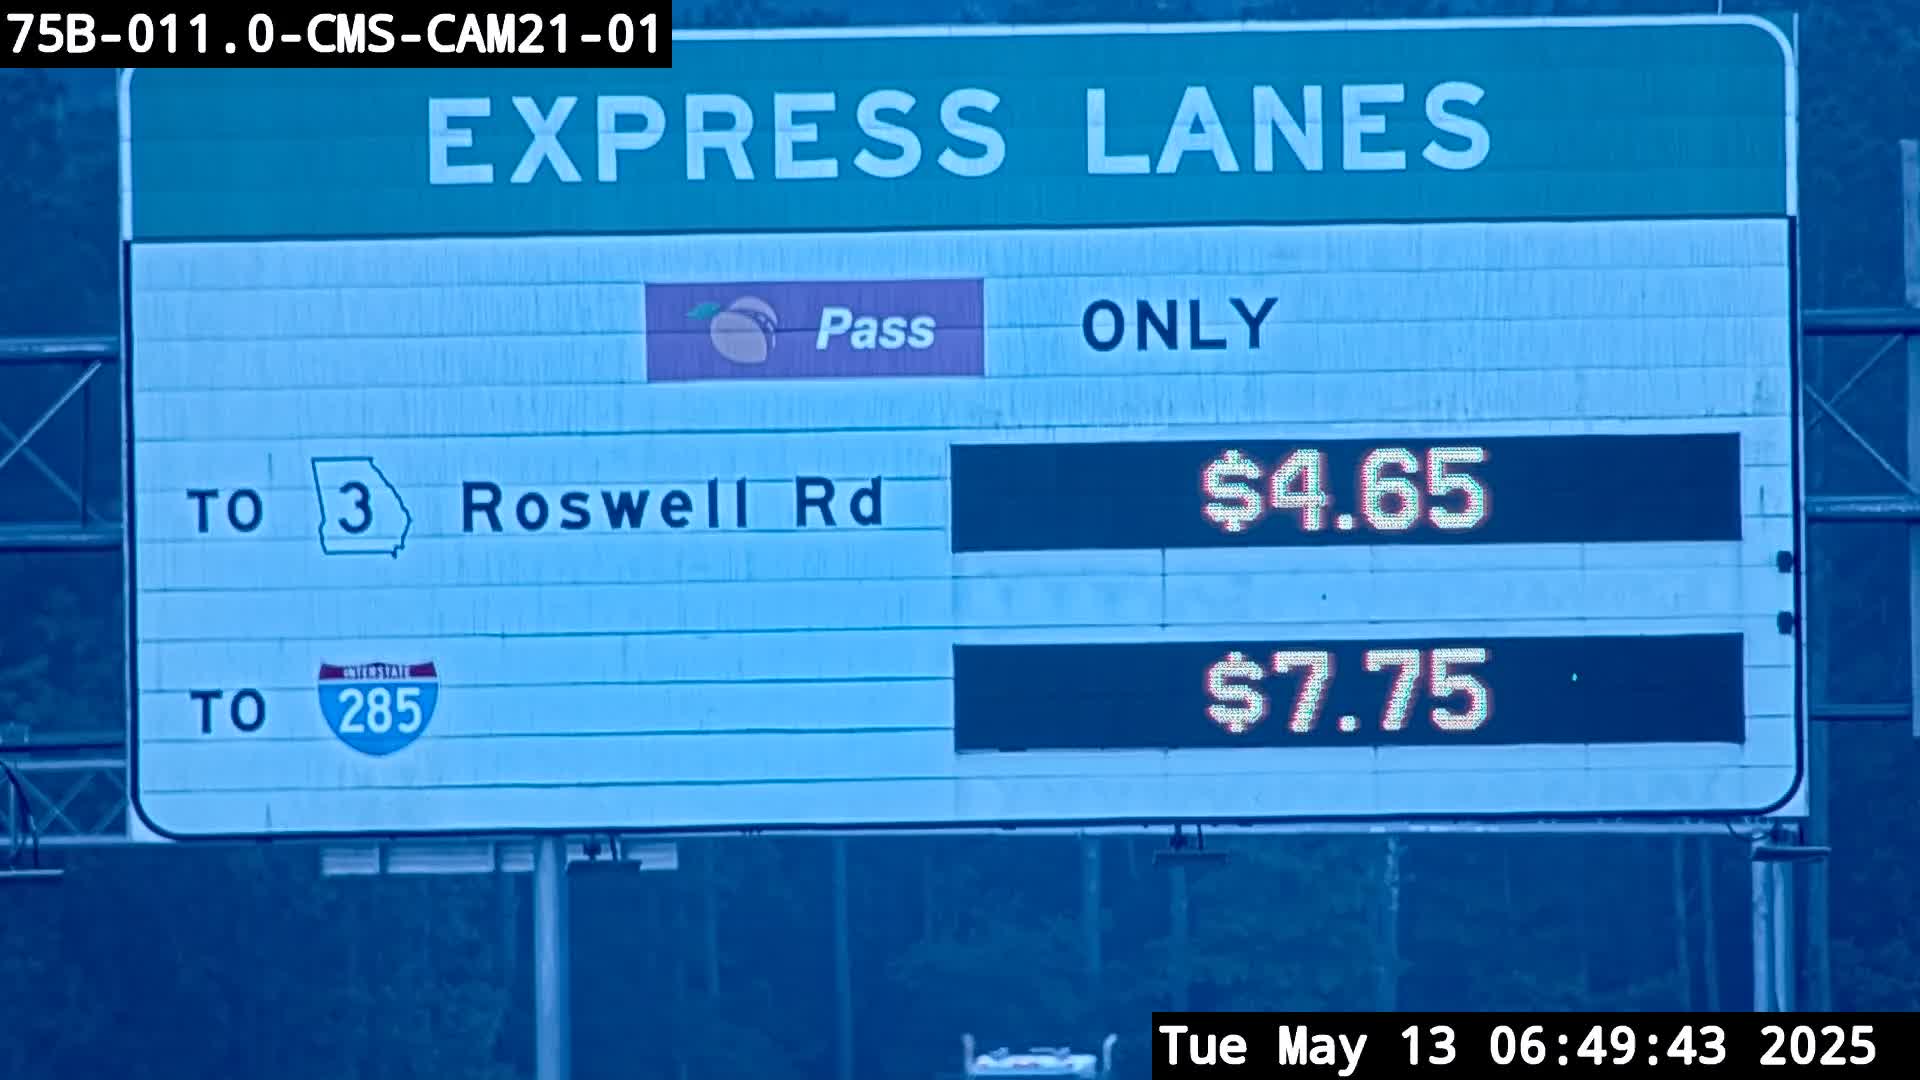 75B-011.0-CMS-CAM21-01
EXPRESS LANES
Pass ONLY
TO 3 Roswell Rd $4.65
TO INTERSTATE 285 $7.75
Tue May 13 06:49:43 2025